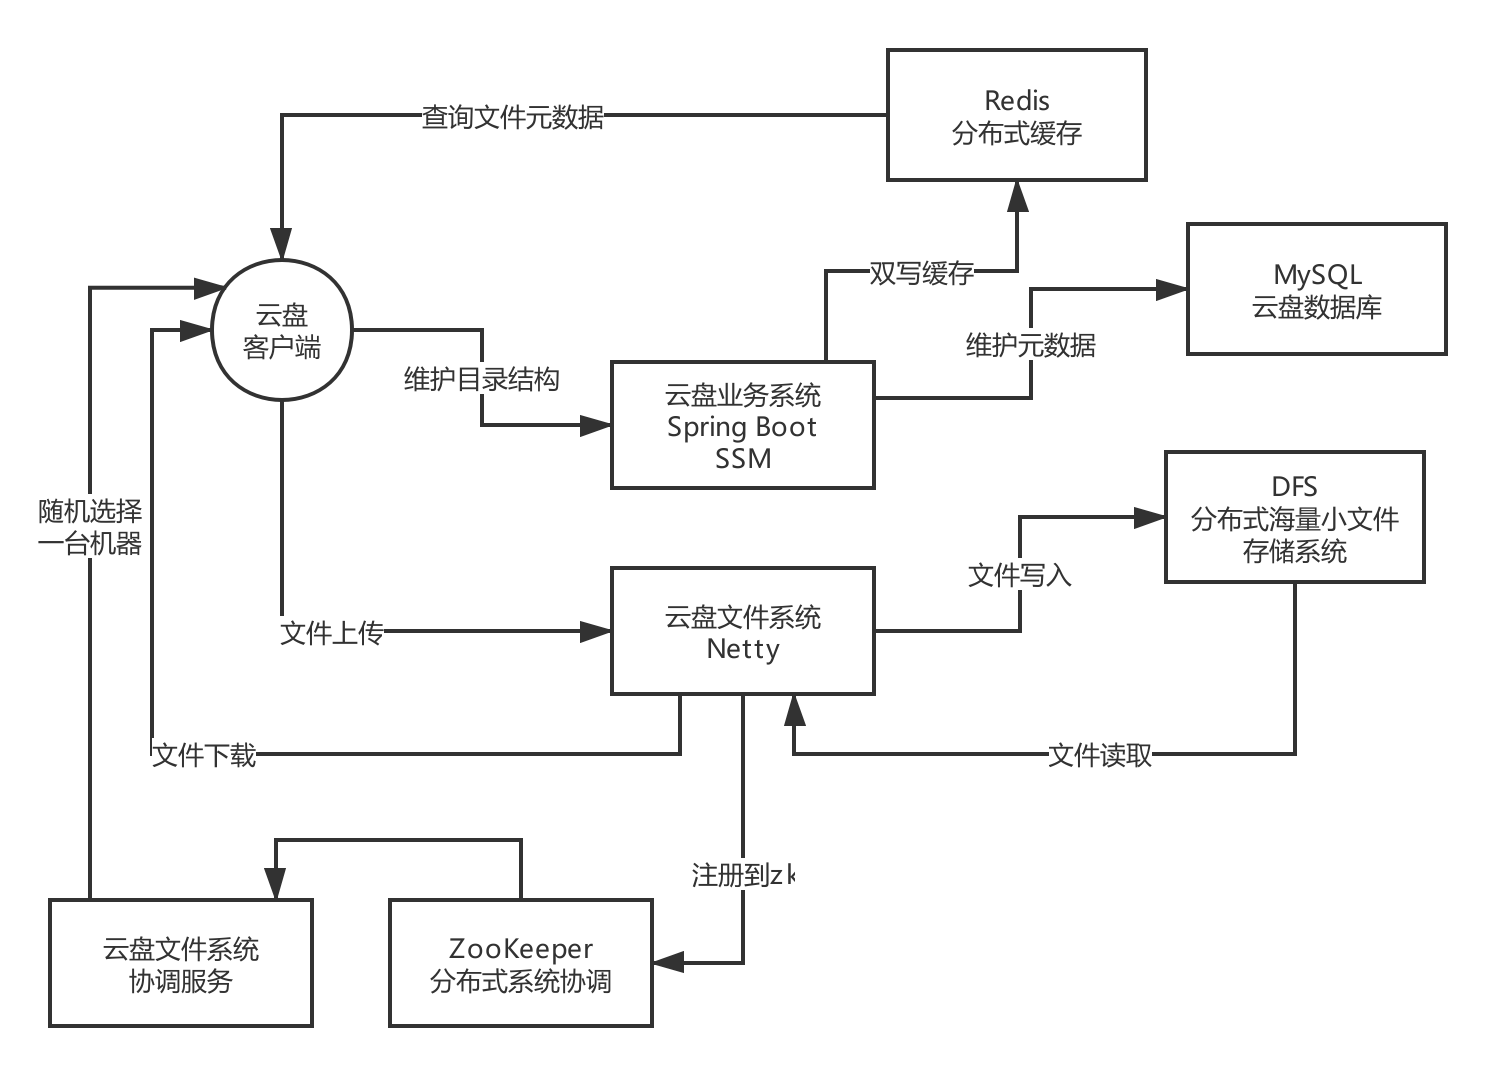 Redis
分布式缓存
查询文件元数据
MySQL
云盘数据库
双写缓存
云盘
客户端
维护元数据
维护目录结构
云盘业务系统
Spring Boot
SSM
DFS
分布式海量小文件
存储系统
随机选择
一台机器
文件写入
云盘文件系统
Netty
文件上传
文件下载
文件读取
注册到zk
云盘文件系统
协调服务
ZooKeeper
分布式系统协调